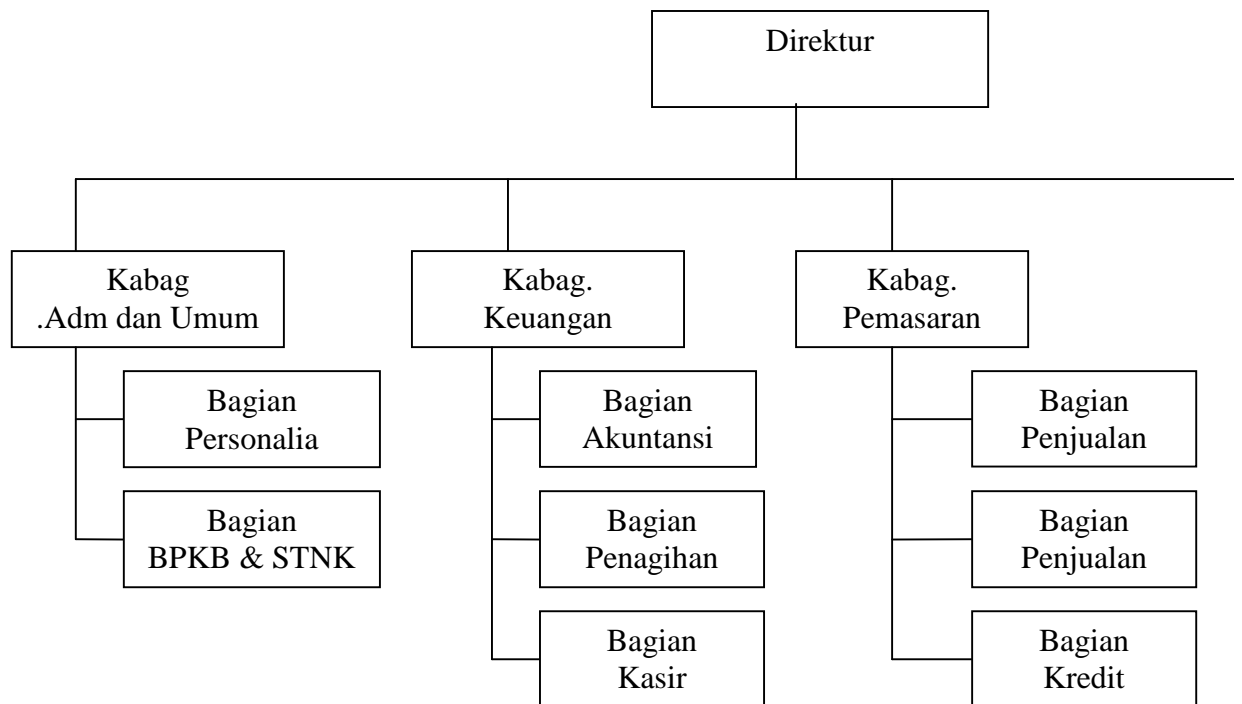 Direktur
Kabag
.Adm dan Umum
Kabag.
Keuangan
Kabag.
Pemasaran
Bagian
Personalia
Bagian
Akuntansi
Bagian
Penjualan
Bagian
BPKB & STNK
Bagian
Penagihan
Bagian
Penjualan
Bagian
Kasir
Bagian
Kredit